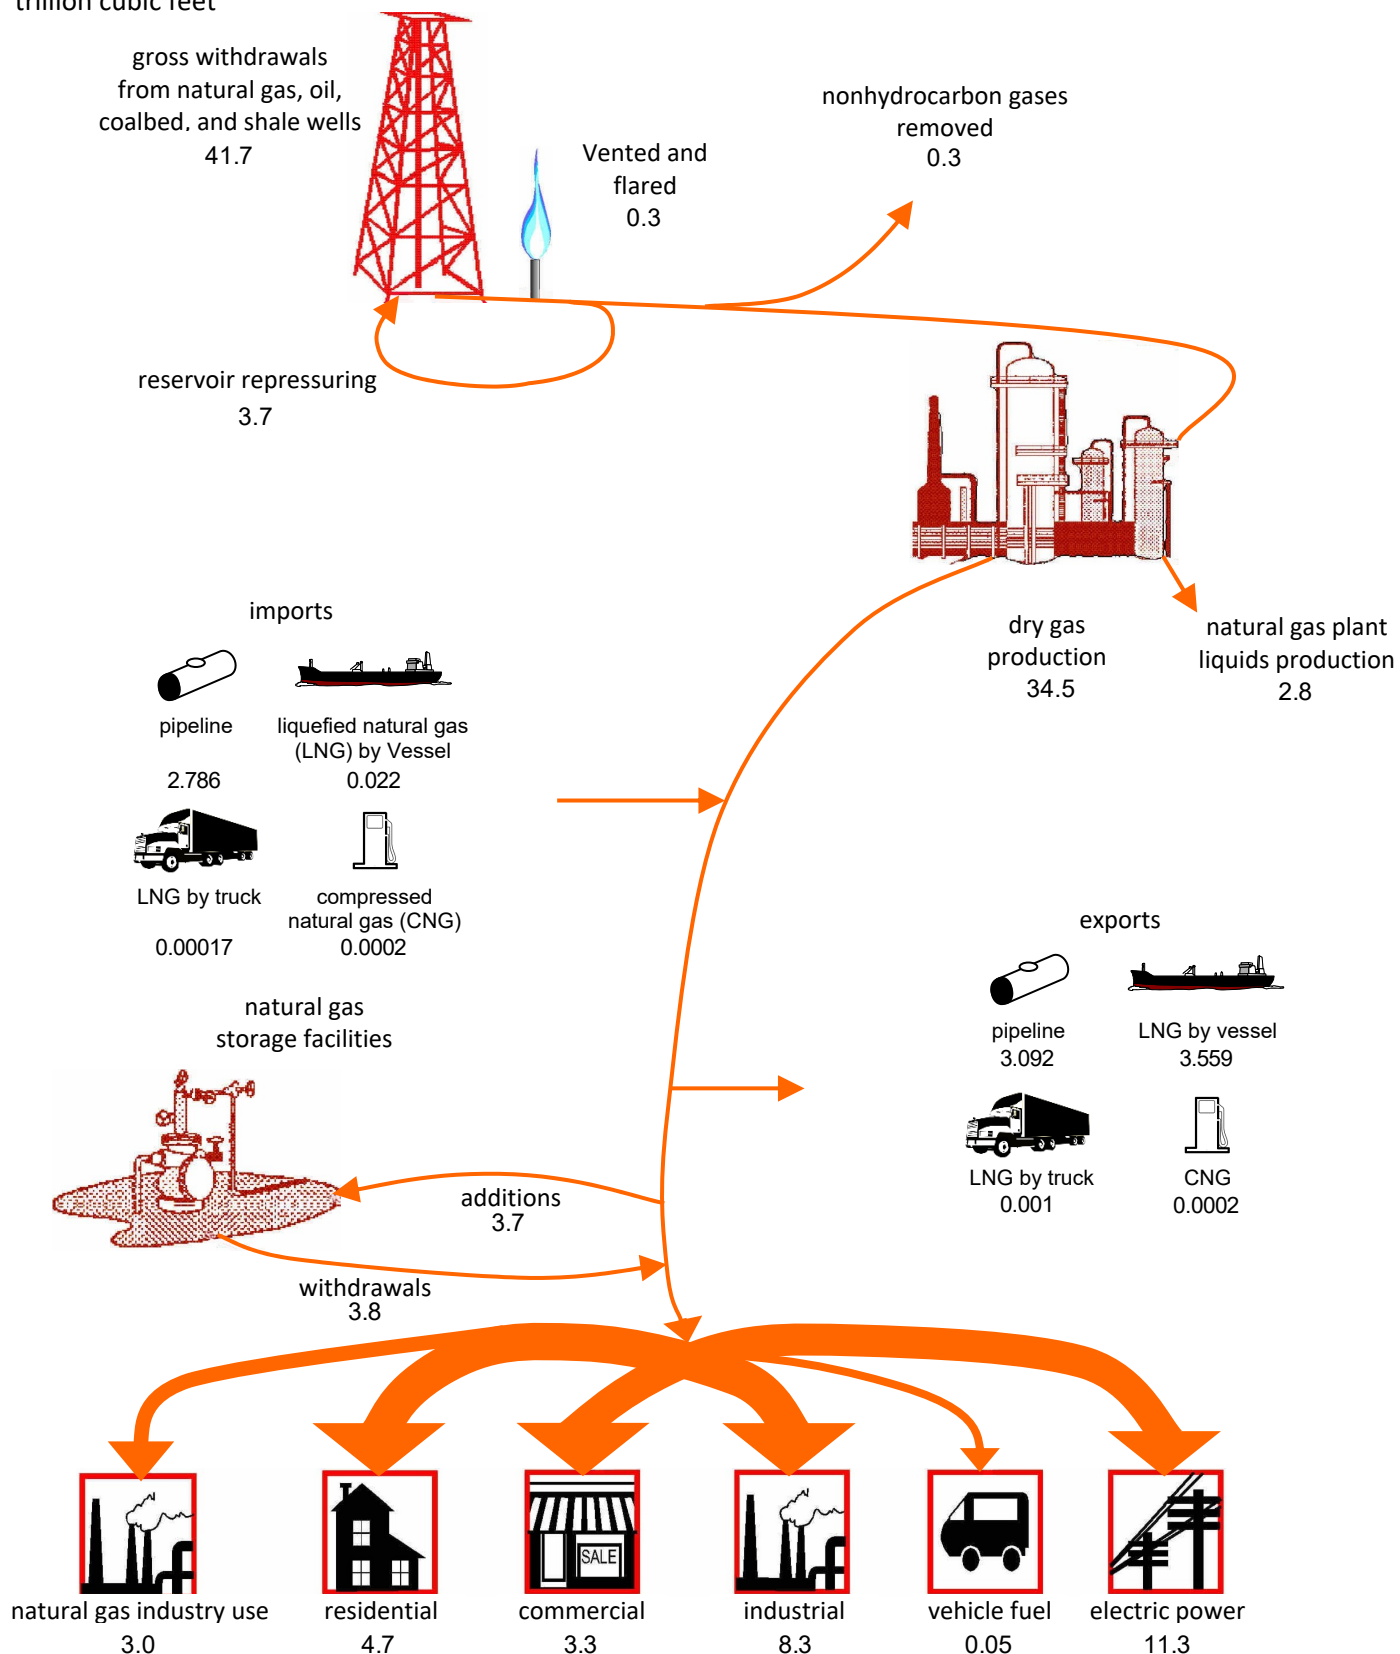 trillion cubic feet
gross withdrawals
from natural gas, oil,
coalbed, and shale wells
41.7
Vented and
flared
0.3
nonhydrocarbon gases
removed
0.3
reservoir repressuring
3.7
dry gas
production
34.5
natural gas plant
liquids production
2.8
imports
pipeline
2.786
liquefied natural gas
(LNG) by Vessel
0.022
LNG by truck
0.00017
compressed
natural gas (CNG)
0.0002
exports
pipeline
3.092
LNG by vessel
3.559
LNG by truck
0.001
CNG
0.0002
natural gas
storage facilities
additions
3.7
withdrawals
3.8
SALE
natural gas industry use
3.0
residential
4.7
commercial
3.3
industrial
8.3
vehicle fuel
0.05
electric power
11.3